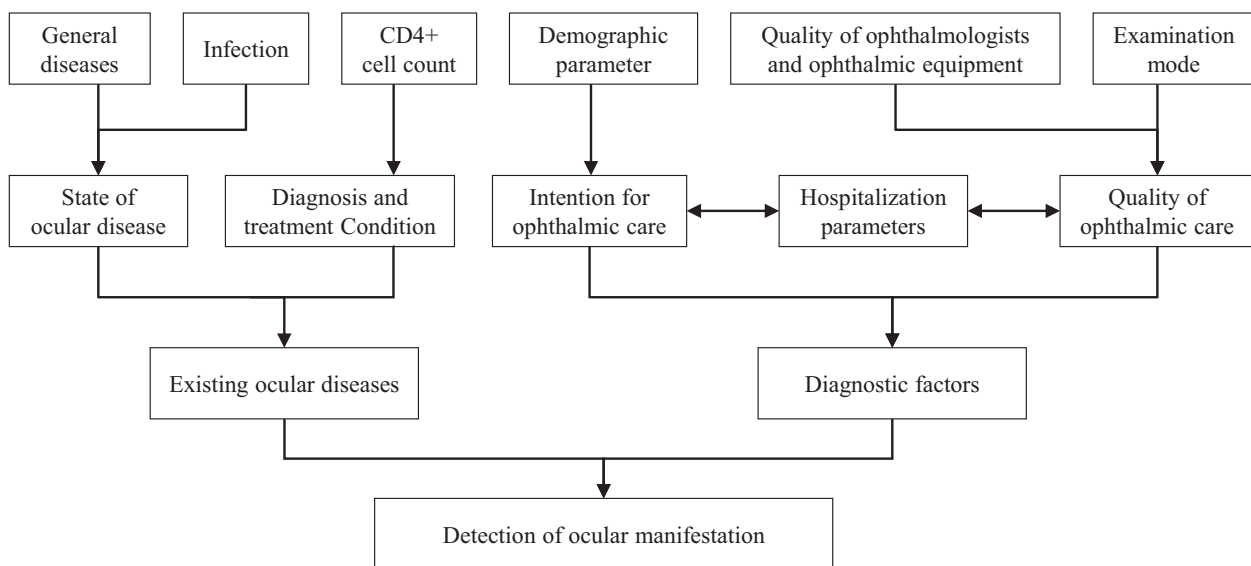 General
diseases
Infection
CD4+
cell count
Demographic
parameter
Quality of ophthalmologists
and ophthalmic equipment
Examination
mode
State of
ocular disease
Diagnosis and
treatment Condition
Intention for
ophthalmic care
Hospitalization
parameters
Quality of
ophthalmic care
Existing ocular diseases
Diagnostic factors
Detection of ocular manifestation